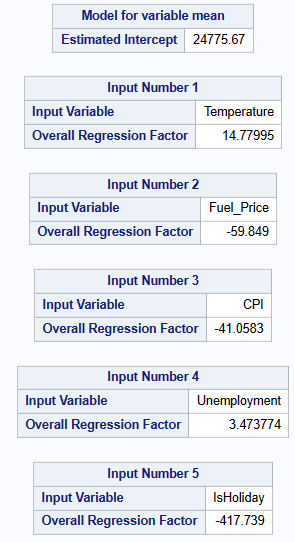 Model for variable mean
Estimated Intercept 24775.67
Input Number 1
Input Variable Temperature
Overall Regression Factor 14.77995
Input Number 2
Input Variable Fuel_Price
Overall Regression Factor -59.849
Input Number 3
Input Variable CPI
Overall Regression Factor -41.0583
Input Number 4
Input Variable Unemployment
Overall Regression Factor 3.473774
Input Number 5
Input Variable IsHoliday
Overall Regression Factor -417.739